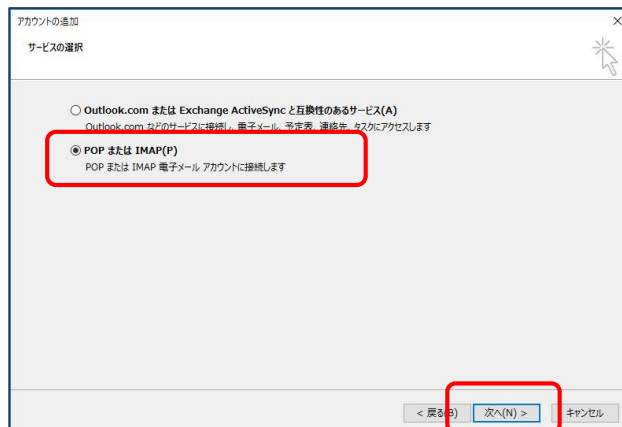 アカウントの追加
サービスの選択
Outlook.com または Exchange ActiveSync と互換性のあるサービス(A)
Outlook.com などのサービスに接続し、電子メール、予定表、連絡先、タスクにアクセスします
POP または IMAP(P)
POP または IMAP 電子メール アカウントに接続します
< 戻る(B) 次へ(N) > キャンセル